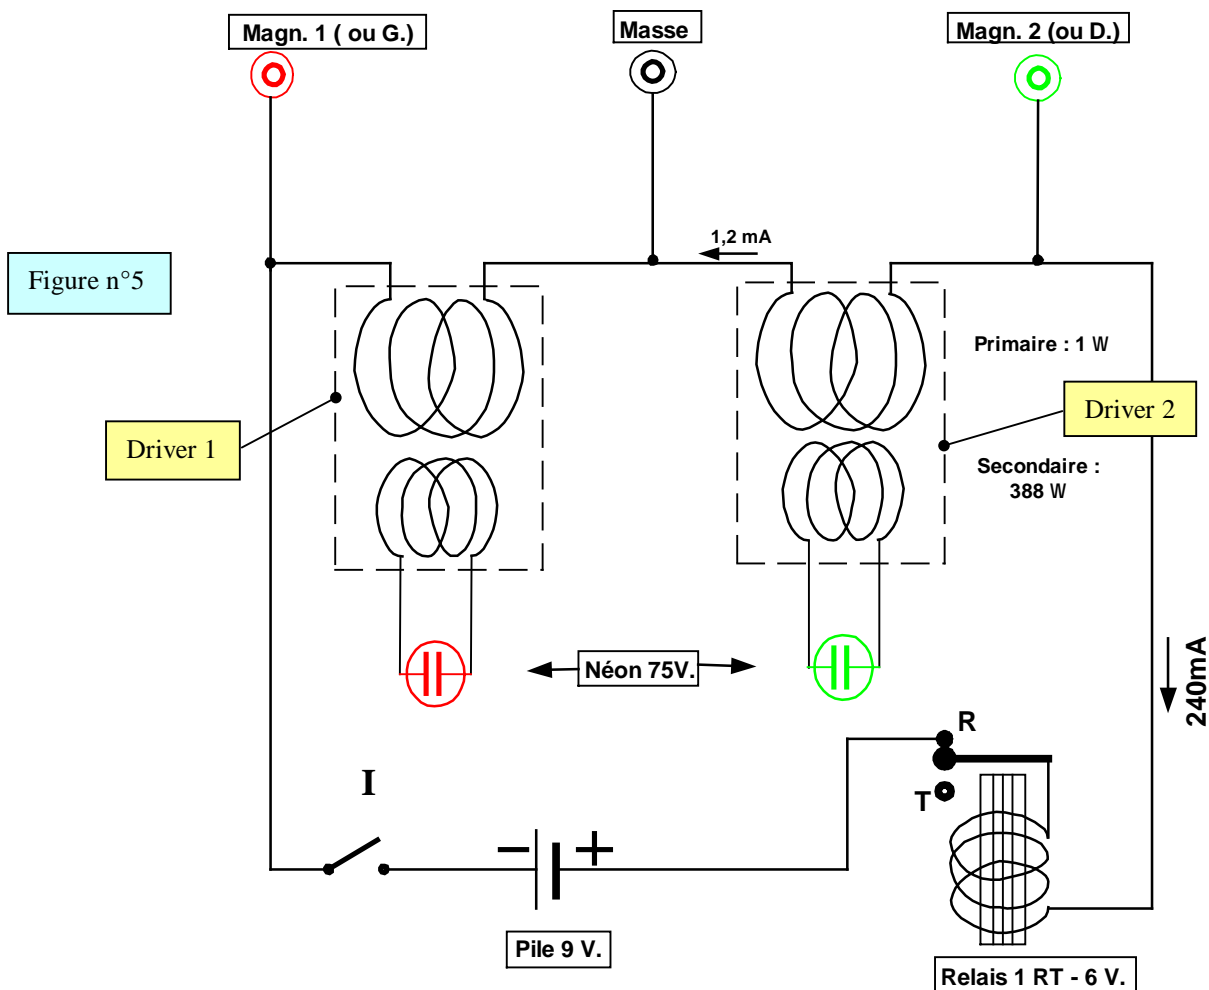 Magn. 1 ( ou G.)
Masse
Magn. 2 (ou D.)
1,2 mA
Figure n°5
Primaire : 1 W
Driver 1
Driver 2
Secondaire :
388 W
Néon 75V.
240mA
R
I
T
− +
Pile 9 V.
Relais 1 RT - 6 V.